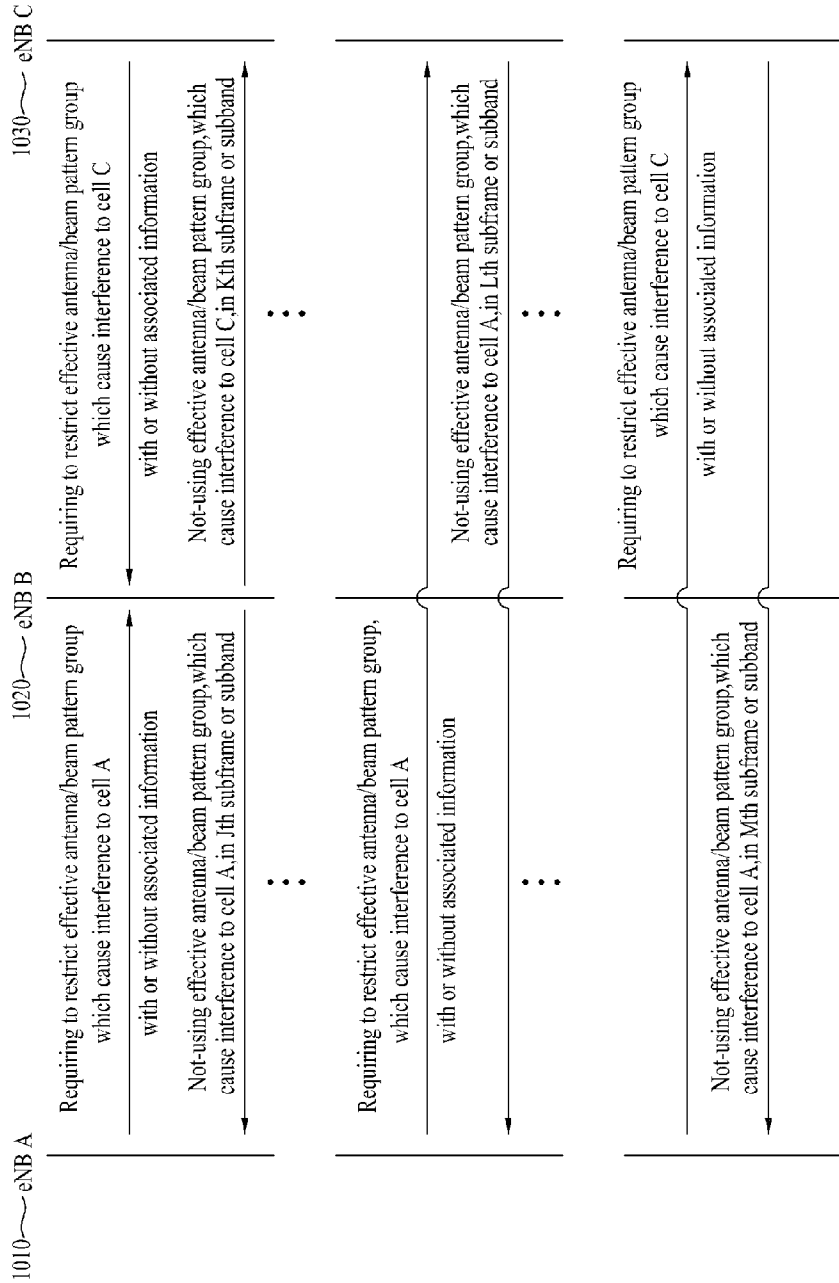 1010 eNB A
1020 eNB B
1030 eNB C
Requiring to restrict effective antenna/beam pattern group
which cause interference to cell A
with or without associated information
Not-using effective antenna/beam pattern group,which
cause interference to cell A,in Jth subframe or subband
Requiring to restrict effective antenna/beam pattern group
which cause interference to cell C
with or without associated information
Not-using effective antenna/beam pattern group,which
cause interference to cell C,in Kth subframe or subband
Requiring to restrict effective antenna/beam pattern group,
which cause interference to cell A
with or without associated information
Not-using effective antenna/beam pattern group,which
cause interference to cell A,in Lth subframe or subband
Requiring to restrict effective antenna/beam pattern group
which cause interference to cell C
with or without associated information
Not-using effective antenna/beam pattern group,which
cause interference to cell A,in Mth subframe or subband